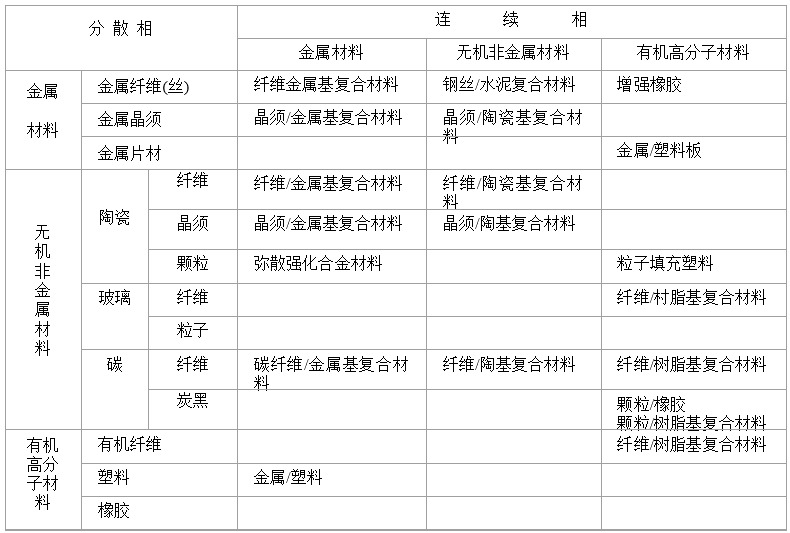 分 散 相
连 续 相
金属材料
无机非金属材料
有机高分子材料
金属
材料
金属纤维(丝)
纤维金属基复合材料
钢丝/水泥复合材料
增强橡胶
金属晶须
晶须/金属基复合材料
晶须/陶瓷基复合材
料
金属片材
金属/塑料板
无
机
非
金
属
材
料
陶瓷
纤维
纤维/金属基复合材料
纤维/陶瓷基复合材
料
晶须
晶须/金属基复合材料
晶须/陶基复合材料
颗粒
弥散强化合金材料
粒子填充塑料
玻璃
纤维
纤维/村脂基复合材料
粒子
碳
纤维
碳纤维/金属基复合材
料
纤维/陶基复合材料
纤维/树脂基复合材料
炭黑
颗粒/橡胶
颗粒/树脂基复合材料
有机
高分
子材
料
有机纤维
纤维/树脂基复合材料
塑料
金属/塑料
橡胶